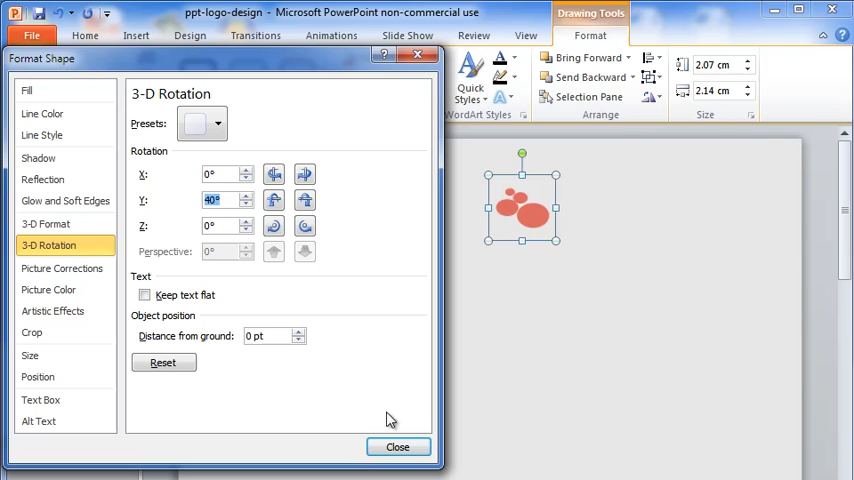 ppt-logo-design - Microsoft PowerPoint non-commercial use
Drawing Tools
File Home Insert Design Transitions Animations Slide Show Review View Format
Format Shape
Quick
Styles
WordArt Styles
Bring Forward
Send Backward
Selection Pane
Arrange
2.07 cm
2.14 cm
Size
Fill
Line Color
Line Style
Shadow
Reflection
Glow and Soft Edges
3-D Format
3-D Rotation
Picture Corrections
Picture Color
Artistic Effects
Crop
Size
Position
Text Box
Alt Text
3-D Rotation
Presets:
Rotation
X: 0°
Y: 40°
Z: 0°
Perspective: 0°
Text
Keep text flat
Object position
Distance from ground: 0 pt
Reset
Close